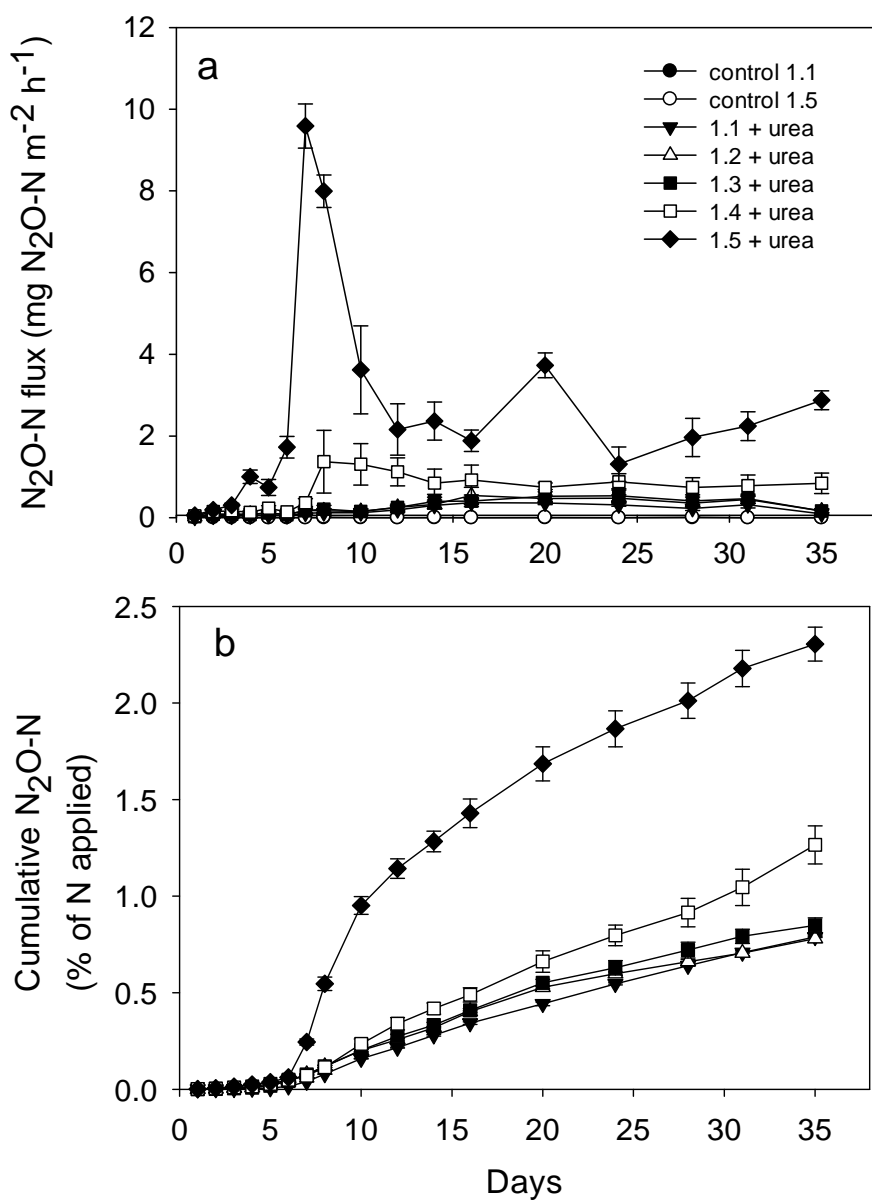 a
N₂O-N flux (mg N₂O-N m⁻² h⁻¹)
12
10
8
6
4
2
0
control 1.1
control 1.5
1.1 + urea
1.2 + urea
1.3 + urea
1.4 + urea
1.5 + urea
0 5 10 15 20 25 30 35
b
Cumulative N₂O-N
(% of N applied)
2.5
2.0
1.5
1.0
0.5
0.0
0 5 10 15 20 25 30 35
Days